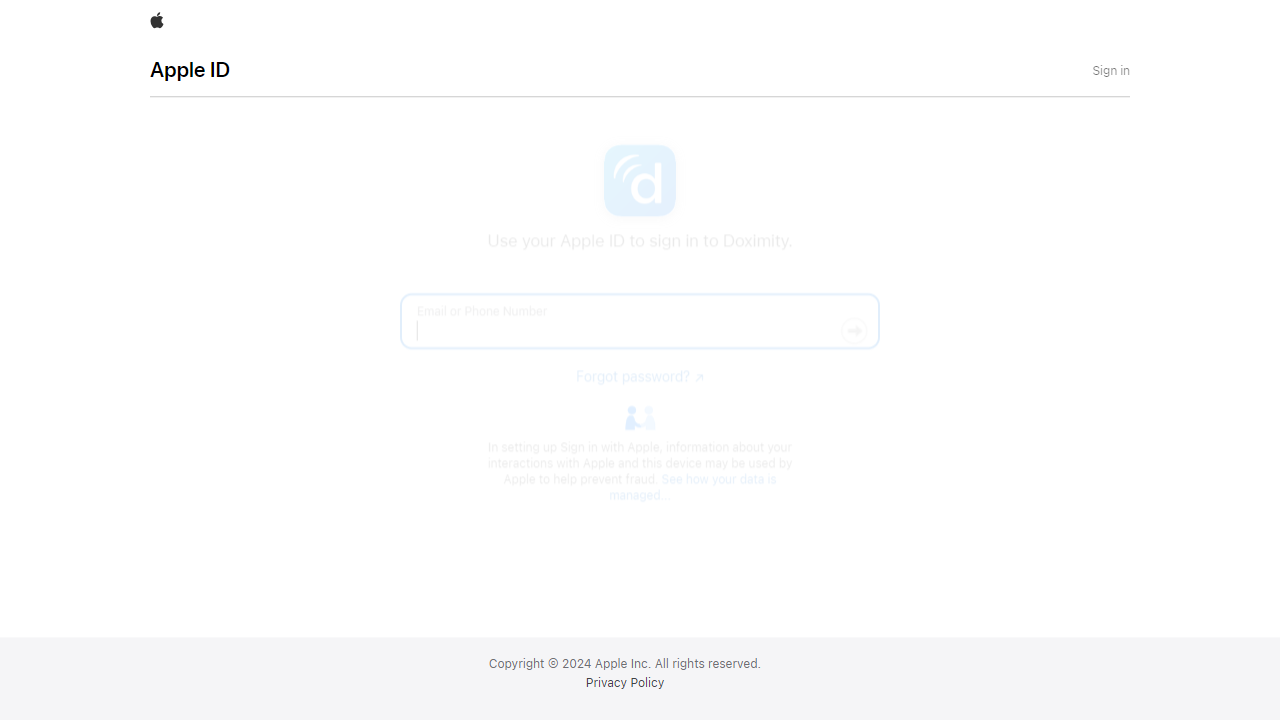 Apple ID
Sign in
d
Use your Apple ID to sign in to Doximity.
Email or Phone Number
Forgot password? ↗
In setting up Sign In with Apple, information about your
interactions with Apple and this device may be used by
Apple to help prevent fraud. See how your data is
managed...
Copyright © 2024 Apple Inc. All rights reserved.
Privacy Policy